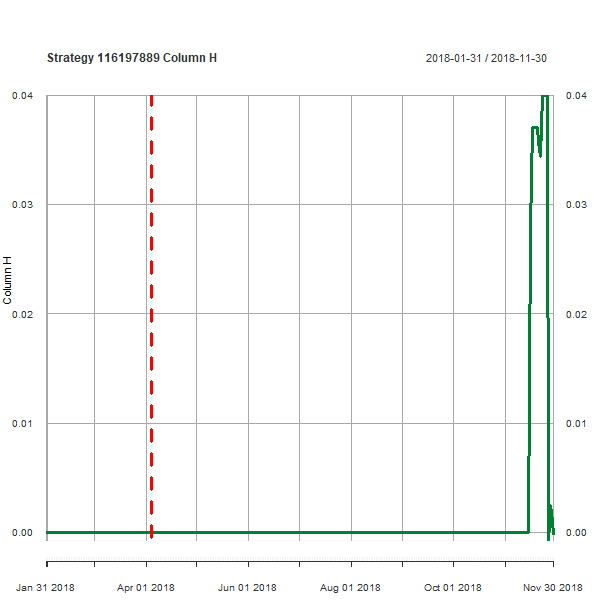 Strategy 116197889 Column H
2018-01-31 / 2018-11-30
0.04
0.04
0.03
0.03
0.02
0.02
0.01
0.01
0.00
0.00
Column H
Jan 31 2018
Apr 01 2018
Jun 01 2018
Aug 01 2018
Oct 01 2018
Nov 30 2018